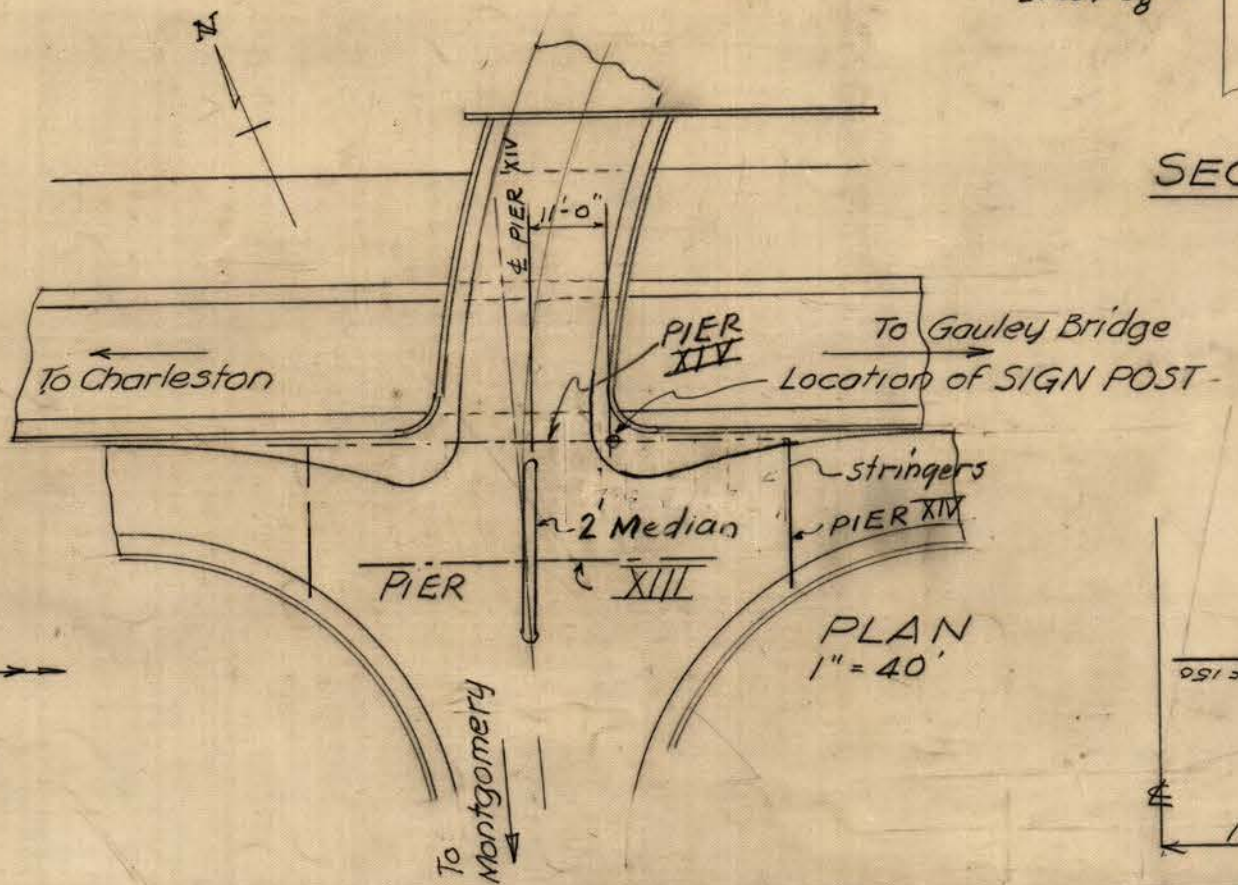 N
SEC
℄ PIER XIV
11'-0"
PIER
XIV
To Gauley Bridge
To Charleston
Location of SIGN POST
stringers
2' Median
PIER XIV
PIER
XIII
PLAN
1" = 40'
= 150
To
Montgomery
℄